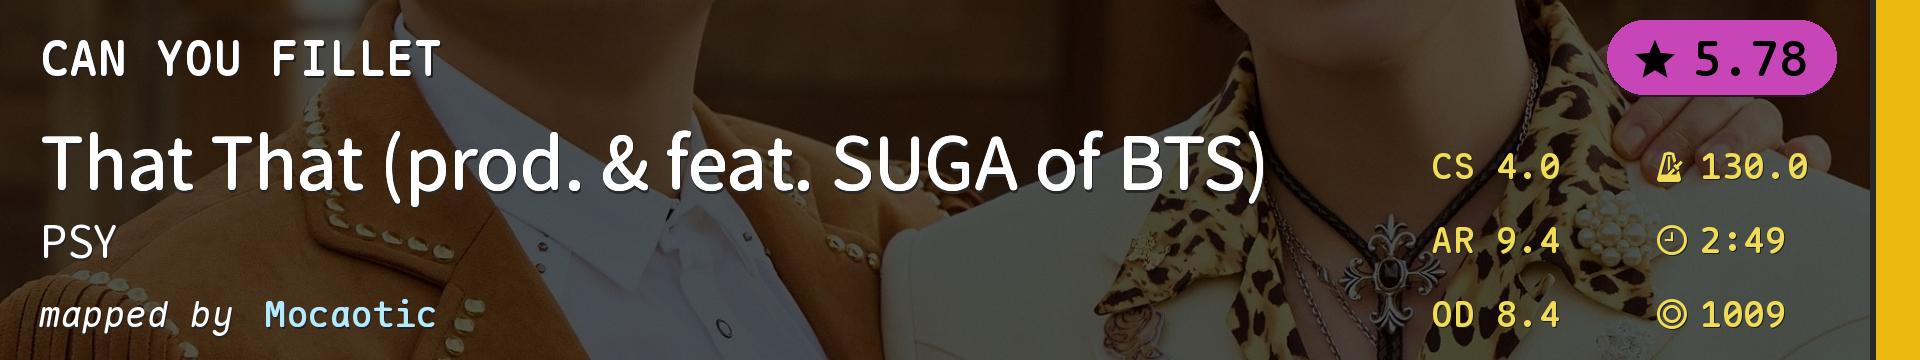 CAN YOU FILLET
★ 5.78
That That (prod. & feat. SUGA of BTS)
CS 4.0 130.0
PSY
AR 9.4 2:49
mapped by Mocaotic
OD 8.4 1009